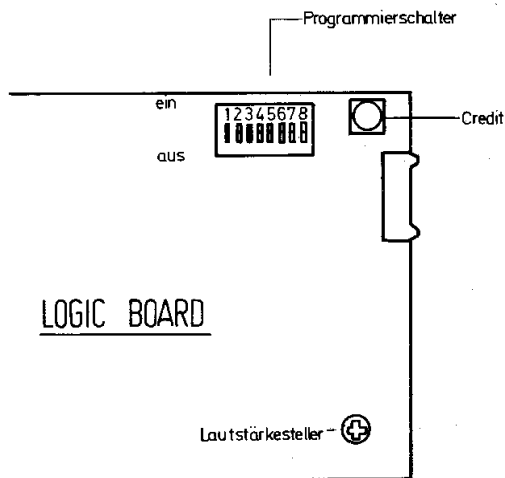 Programmierschalter
ein
12345678
Credit
aus
LOGIC BOARD
Lautstärkesteller